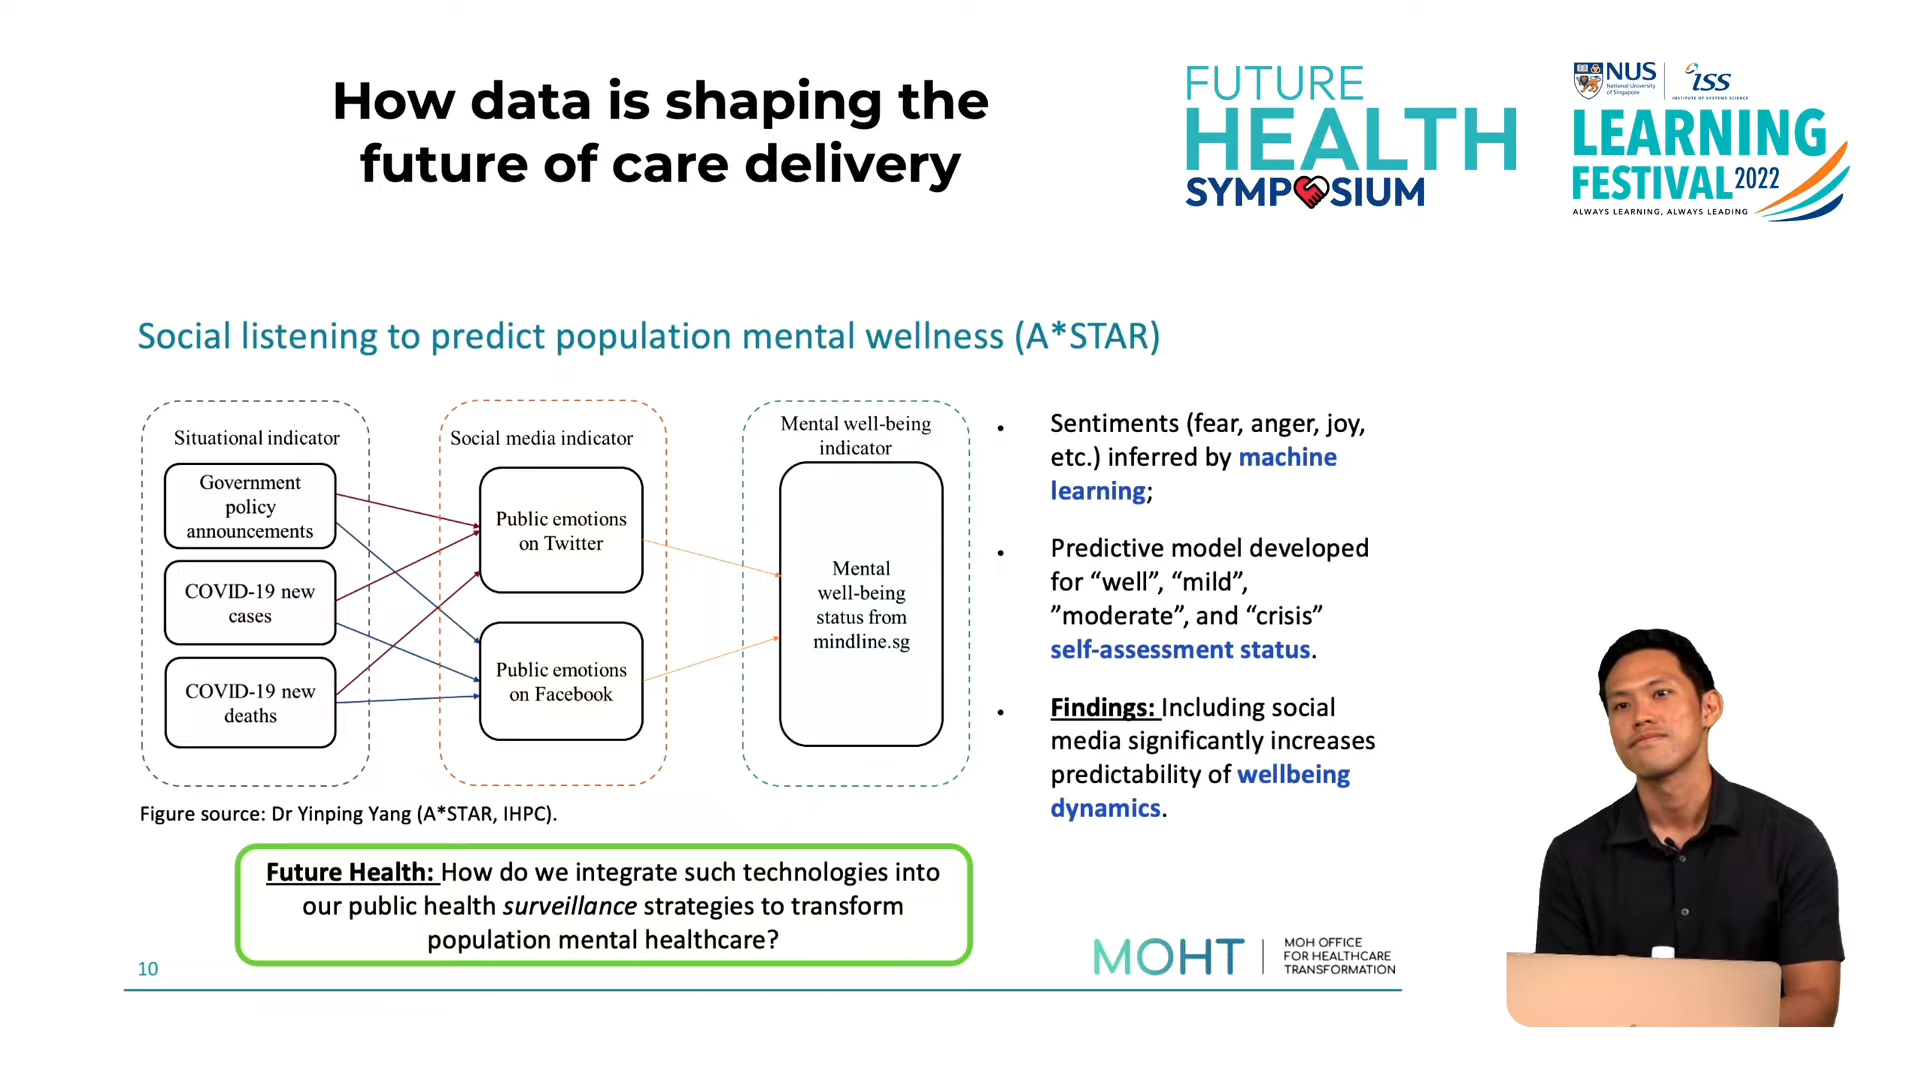 How data is shaping the
future of care delivery
FUTURE
HEALTH
SYMPOSIUM
NUS
National University
of Singapore
iss
INSTITUTE OF SYSTEMS SCIENCE
LEARNING
FESTIVAL 2022
ALWAYS LEARNING, ALWAYS LEADING
Social listening to predict population mental wellness (A*STAR)
Situational indicator
Government
policy
announcements
COVID-19 new
cases
COVID-19 new
deaths
Social media indicator
Public emotions
on Twitter
Public emotions
on Facebook
Mental well-being
indicator
Mental
well-being
status from
mindline.sg
Figure source: Dr Yinping Yang (A*STAR, IHPC).
• Sentiments (fear, anger, joy,
etc.) inferred by machine
learning;
• Predictive model developed
for “well”, “mild”,
”moderate”, and “crisis”
self-assessment status.
• Findings: Including social
media significantly increases
predictability of wellbeing
dynamics.
Future Health: How do we integrate such technologies into
our public health surveillance strategies to transform
population mental healthcare?
10
MOHT
MOH OFFICE
FOR HEALTHCARE
TRANSFORMATION